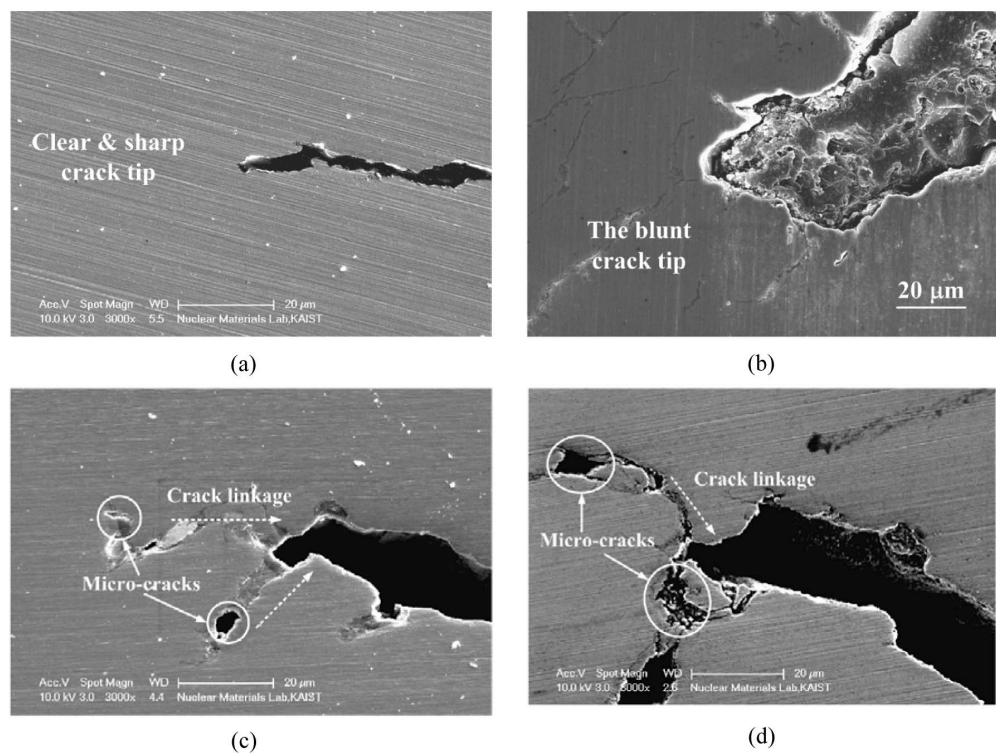 Clear & sharp
crack tip
Acc.V Spot Magn WD 20 µm
10.0 kV 3.0 3000x 5.5 Nuclear Materials Lab,KAIST
(a)
The blunt
crack tip
20 µm
(b)
Crack linkage
Micro-cracks
Acc.V Spot Magn WD 20 µm
10.0 kV 3.0 3000x 4.4 Nuclear Materials Lab,KAIST
(c)
Crack linkage
Micro-cracks
Acc.V Spot Magn WD 20 µm
10.0 kV 3.0 3000x 2.6 Nuclear Materials Lab,KAIST
(d)